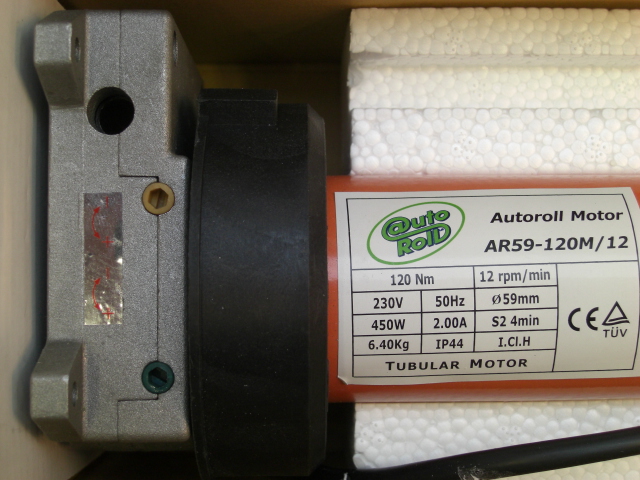 @uto
RollD
Autoroll Motor
AR59-120M/12
120 Nm 12 rpm/min
230V 50Hz Ø59mm
450W 2.00A S2 4min
6.40Kg IP44 I.Cl.H
CE TÜV
TUBULAR MOTOR